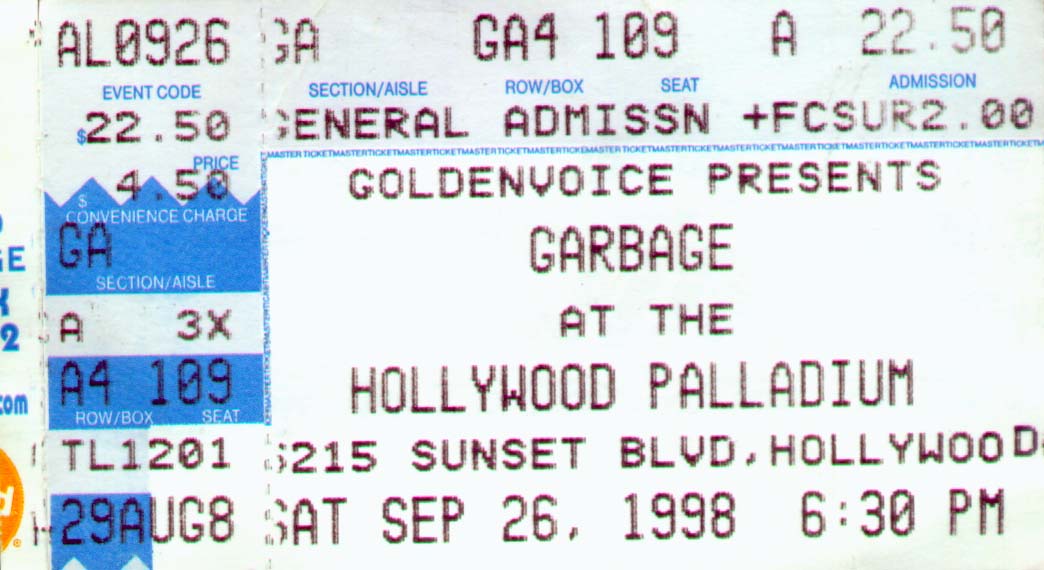 AL0926
EVENT CODE
$22.50
PRICE
4.50
$
CONVENIENCE CHARGE
GA
SECTION/AISLE
A 3X
A4 109
ROW/BOX SEAT
TL1201
29AUG8
GA GA4 109 A 22.50
SECTION/AISLE ROW/BOX SEAT ADMISSION
GENERAL ADMISSN +FCSUR2.00
MASTERTICKETMASTERTICKETMASTERTICKETMASTERTICKETMASTERTICKETMASTERTICKETMASTERTICKETMASTERTICKETMASTERTICKETMASTER
GOLDENVOICE PRESENTS
GARBAGE
AT THE
HOLLYWOOD PALLADIUM
6215 SUNSET BLVD,HOLLYWOOD
SAT SEP 26, 1998 6:30 PM
.com